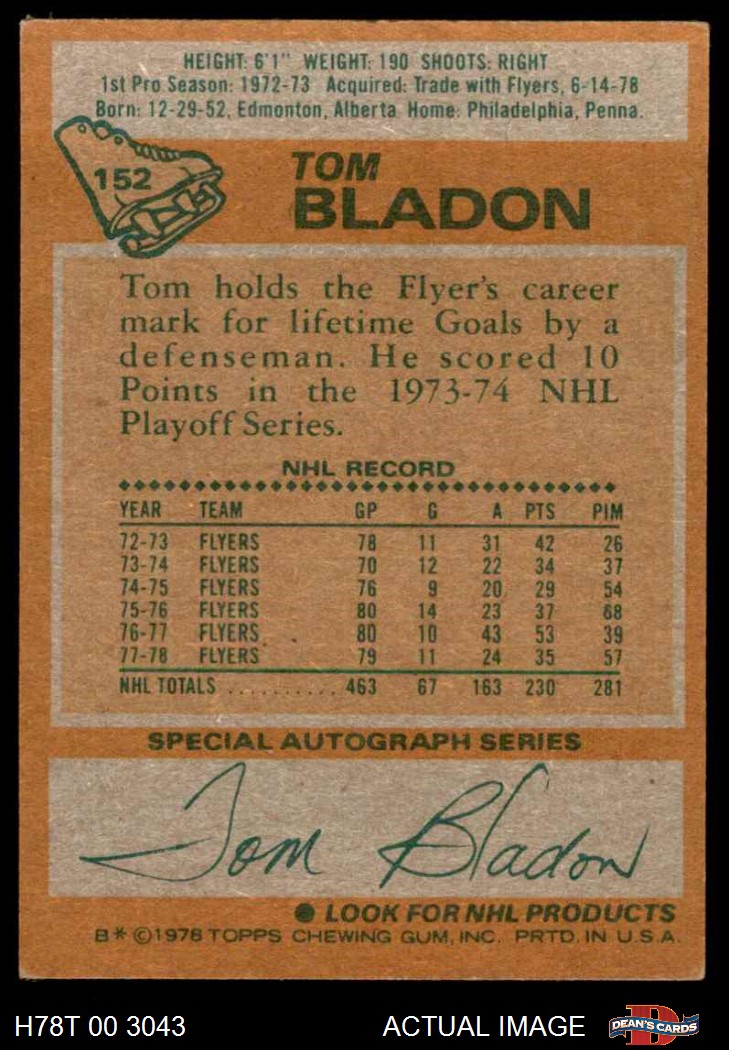 HEIGHT: 6'1" WEIGHT: 190 SHOOTS: RIGHT
1st Pro Season: 1972-73 Acquired: Trade with Flyers, 6-14-78
Born: 12-29-52, Edmonton, Alberta Home: Philadelphia, Penna.
152
TOM
BLADON
Tom holds the Flyer's career
mark for lifetime Goals by a
defenseman. He scored 10
Points in the 1973-74 NHL
Playoff Series.
NHL RECORD
YEAR TEAM GP G A PTS PIM
72-73 FLYERS 78 11 31 42 26
73-74 FLYERS 70 12 22 34 37
74-75 FLYERS 76 9 20 29 54
75-76 FLYERS 80 14 23 37 68
76-77 FLYERS 80 10 43 53 39
77-78 FLYERS 79 11 24 35 57
NHL TOTALS .......... 463 67 163 230 281
SPECIAL AUTOGRAPH SERIES
Tom Bladon
● LOOK FOR NHL PRODUCTS
B* ©1978 TOPPS CHEWING GUM, INC. PRTD. IN U.S.A.
H78T 00 3043 ACTUAL IMAGE D DEAN'S CARDS